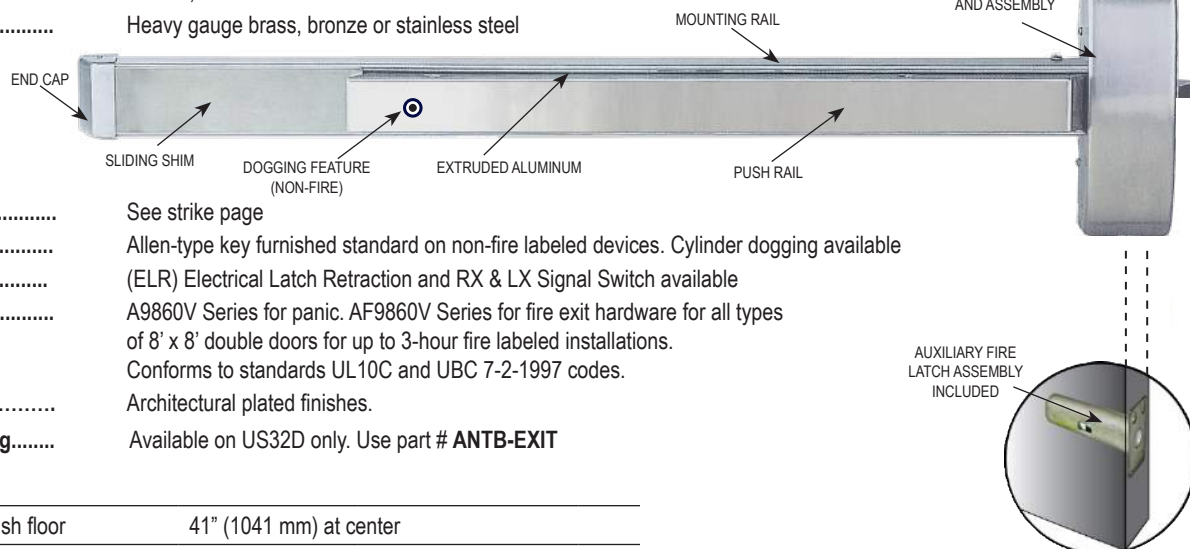 AND ASSEMBLY
MOUNTING RAIL
........... Heavy gauge brass, bronze or stainless steel
END CAP
SLIDING SHIM
DOGGING FEATURE
(NON-FIRE)
EXTRUDED ALUMINUM
PUSH RAIL
........... See strike page
........... Allen-type key furnished standard on non-fire labeled devices. Cylinder dogging available
......... (ELR) Electrical Latch Retraction and RX & LX Signal Switch available
........... A9860V Series for panic. AF9860V Series for fire exit hardware for all types
of 8’ x 8’ double doors for up to 3-hour fire labeled installations.
Conforms to standards UL10C and UBC 7-2-1997 codes.
.......... Architectural plated finishes.
g........ Available on US32D only. Use part # ANTB-EXIT
AUXILIARY FIRE
LATCH ASSEMBLY
INCLUDED
sh floor 41” (1041 mm) at center